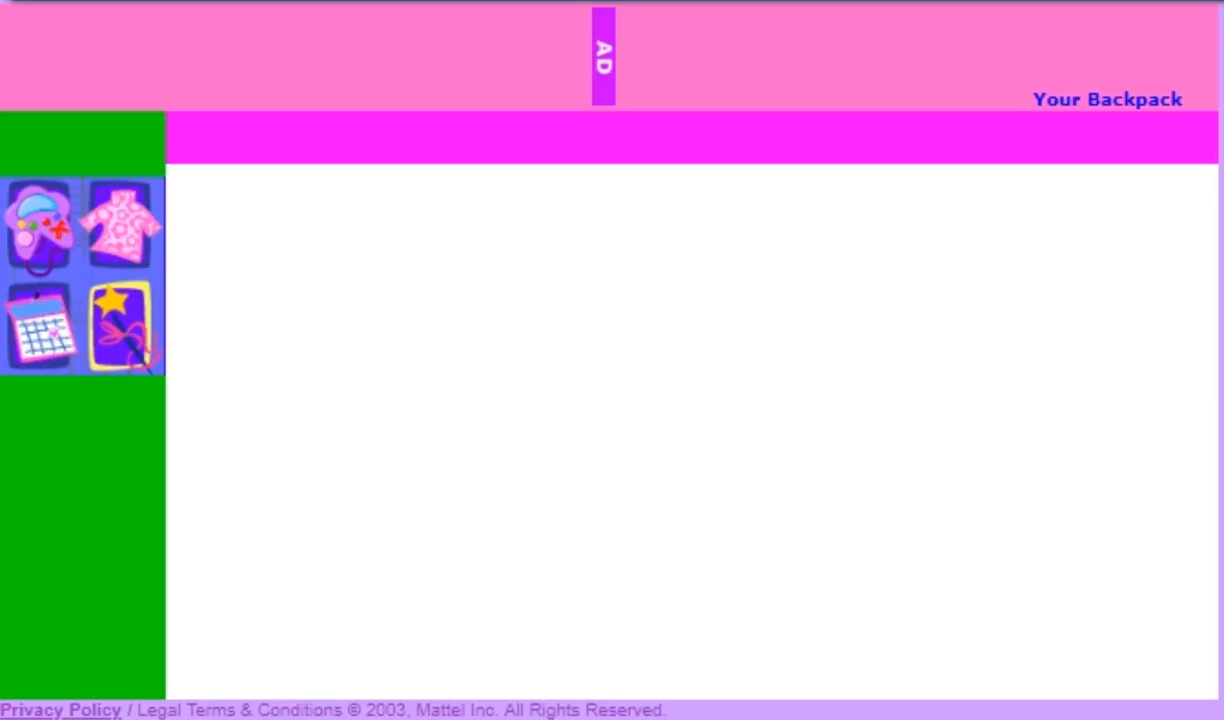 AD
Your Backpack
Privacy Policy / Legal Terms & Conditions © 2003, Mattel Inc. All Rights Reserved.